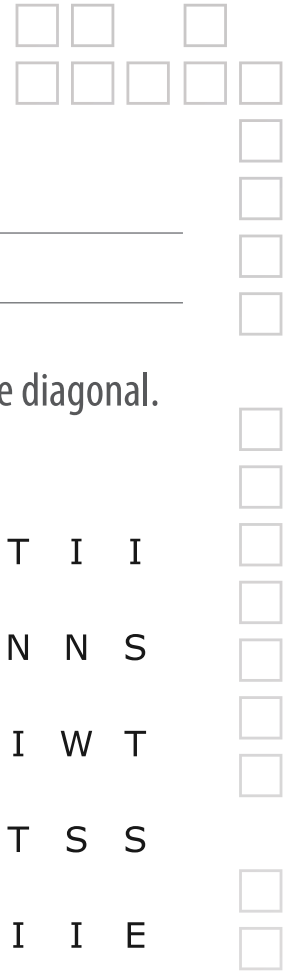 e diagonal.
T I I
N N S
I W T
T S S
I I E